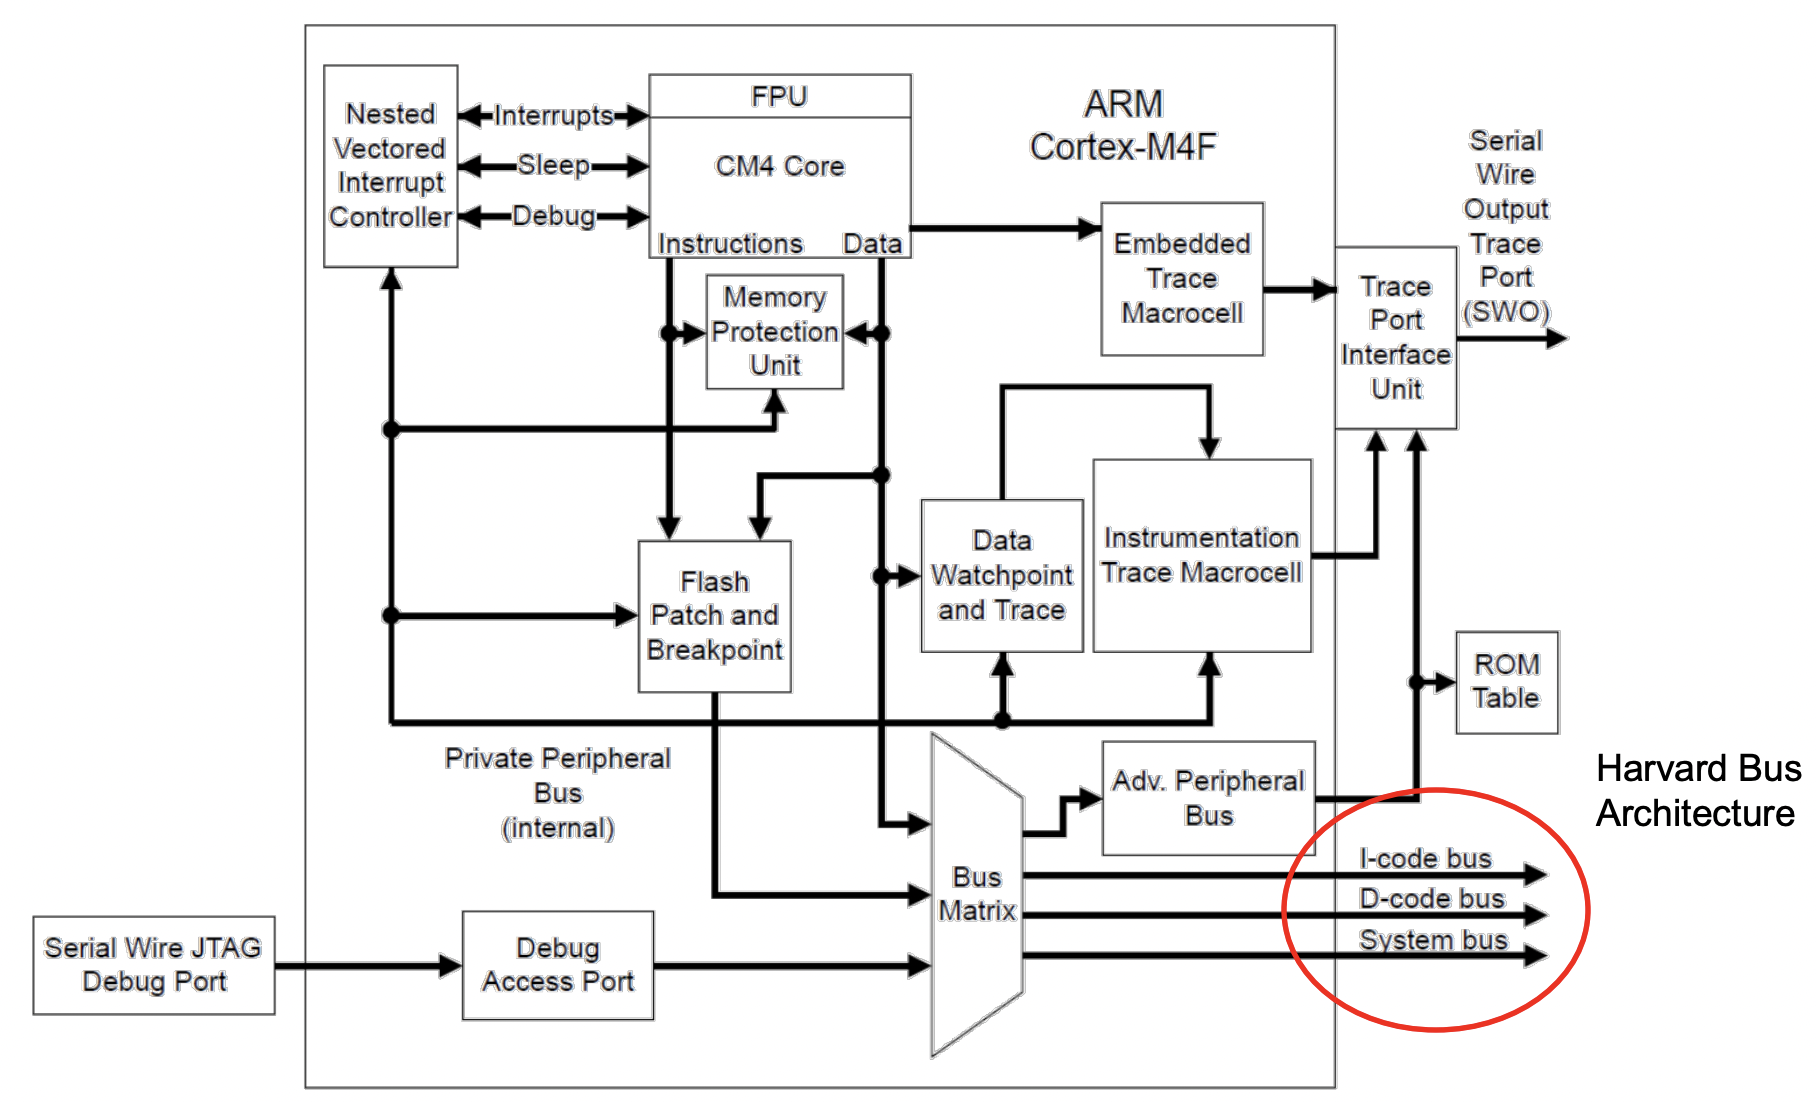 FPU
CM4 Core
Instructions
Data
ARM
Cortex-M4F
Nested
Vectored
Interrupt
Controller
Interrupts
Sleep
Debug
Memory
Protection
Unit
Embedded
Trace
Macrocell
Serial
Wire
Output
Trace
Port
(SWO)
Trace
Port
Interface
Unit
Flash
Patch and
Breakpoint
Data
Watchpoint
and Trace
Instrumentation
Trace Macrocell
ROM
Table
Private Peripheral
Bus
(internal)
Adv. Peripheral
Bus
Harvard Bus
Architecture
Bus
Matrix
I-code bus
D-code bus
System bus
Serial Wire JTAG
Debug Port
Debug
Access Port